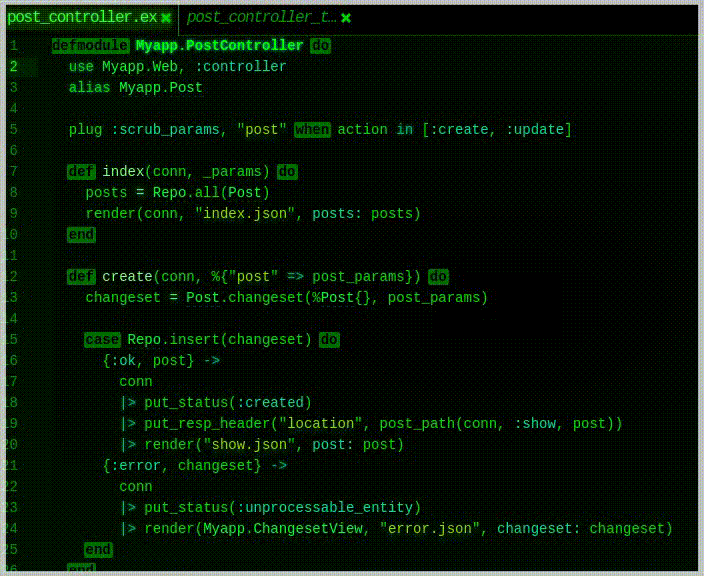 post_controller.ex × post_controller_t… ×
1 defmodule Myapp.PostController do
2 use Myapp.Web, :controller
3 alias Myapp.Post
4
5 plug :scrub_params, "post" when action in [:create, :update]
6
7 def index(conn, _params) do
8 posts = Repo.all(Post)
9 render(conn, "index.json", posts: posts)
10 end
11
12 def create(conn, %{"post" => post_params}) do
13 changeset = Post.changeset(%Post{}, post_params)
14
15 case Repo.insert(changeset) do
16 {:ok, post} ->
17 conn
18 |> put_status(:created)
19 |> put_resp_header("location", post_path(conn, :show, post))
20 |> render("show.json", post: post)
21 {:error, changeset} ->
22 conn
23 |> put_status(:unprocessable_entity)
24 |> render(Myapp.ChangesetView, "error.json", changeset: changeset)
25 end
26 end